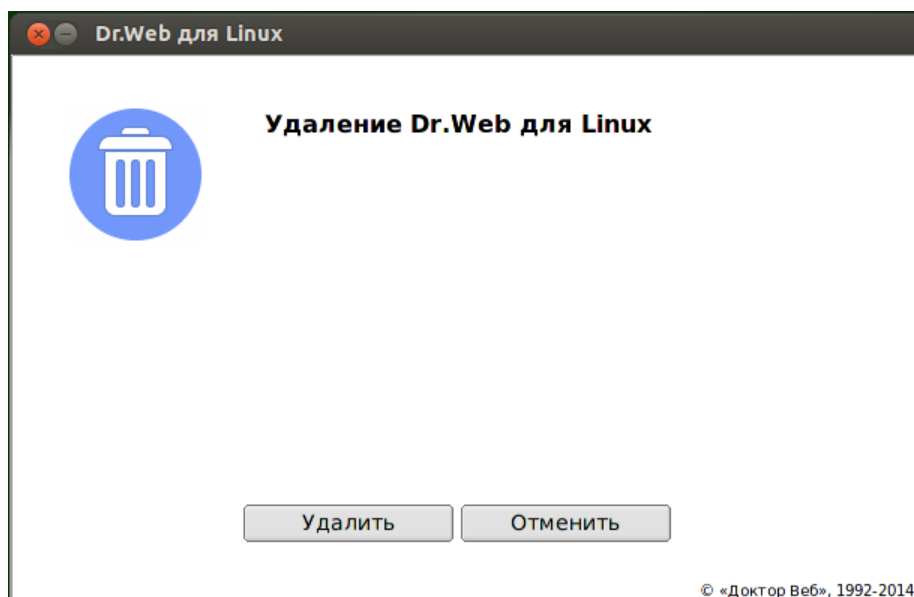 Dr.Web для Linux
Удаление Dr.Web для Linux
Удалить
Отменить
© «Доктор Веб», 1992-2014